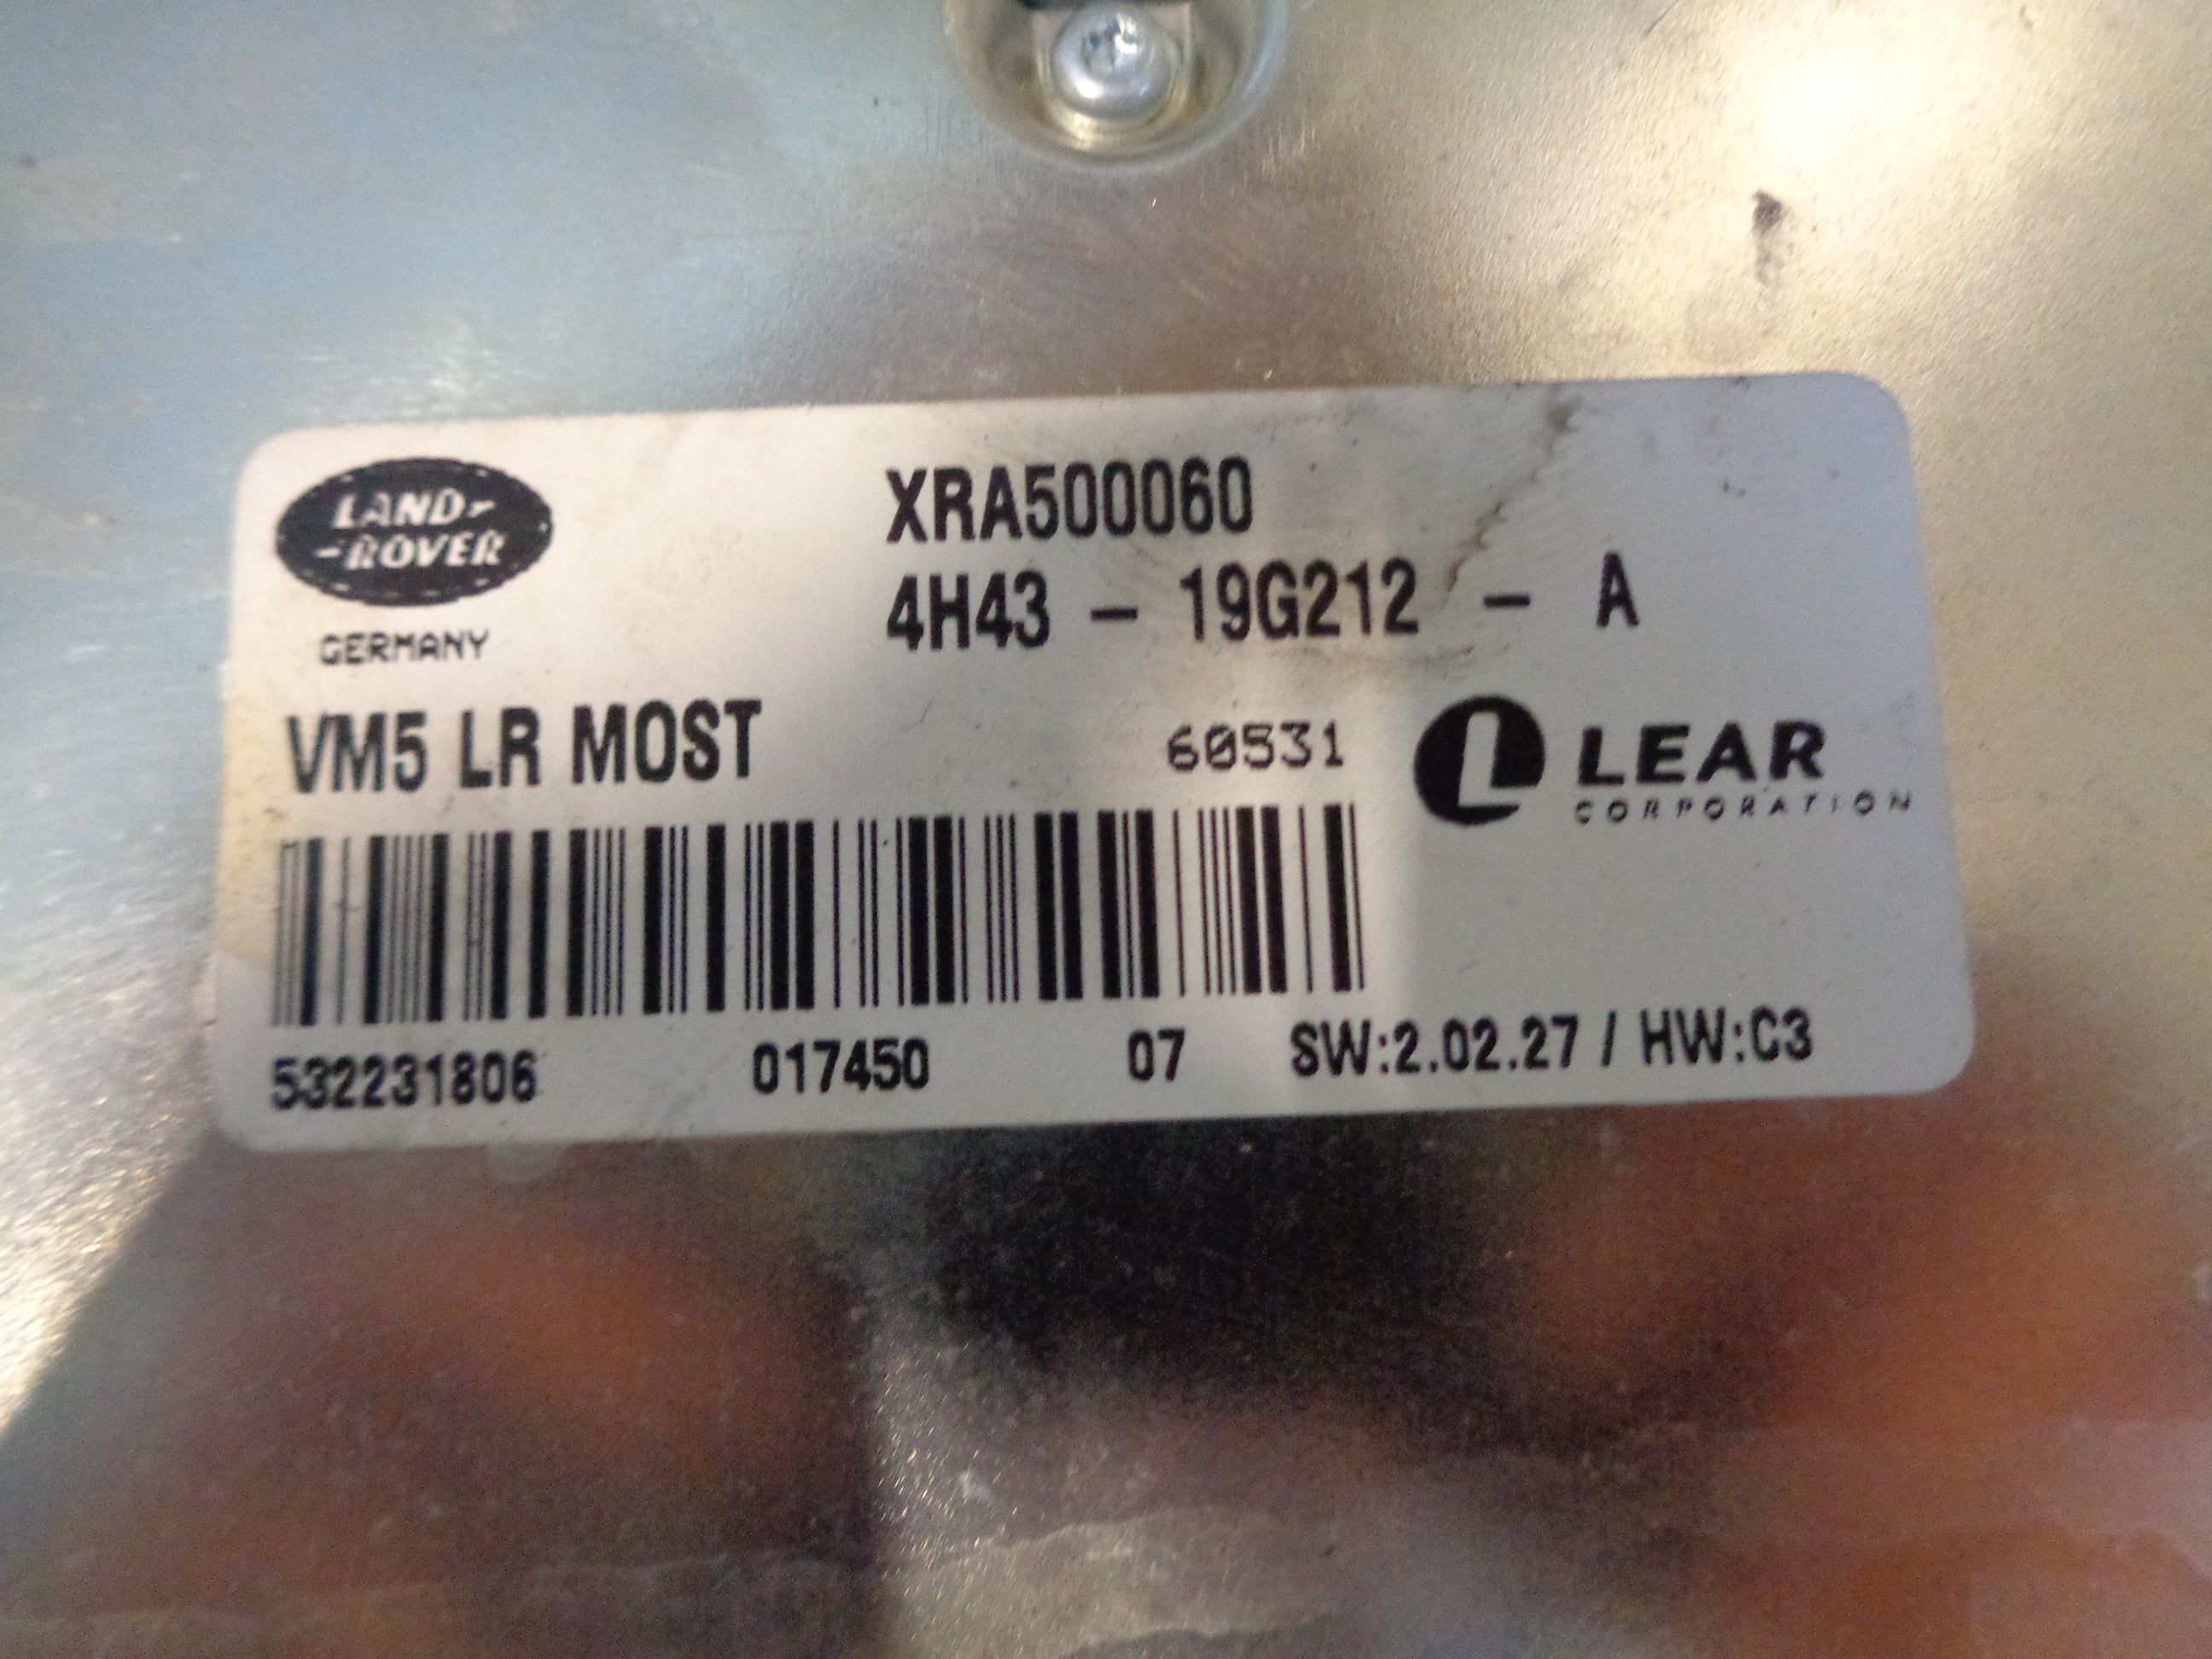 LAND-
-ROVER
GERMANY
XRA500060
4H43 - 19G212 - A
VM5 LR MOST
60531
LEAR
CORPORATION
532231806 017450 07 SW:2.02.27 / HW:C3